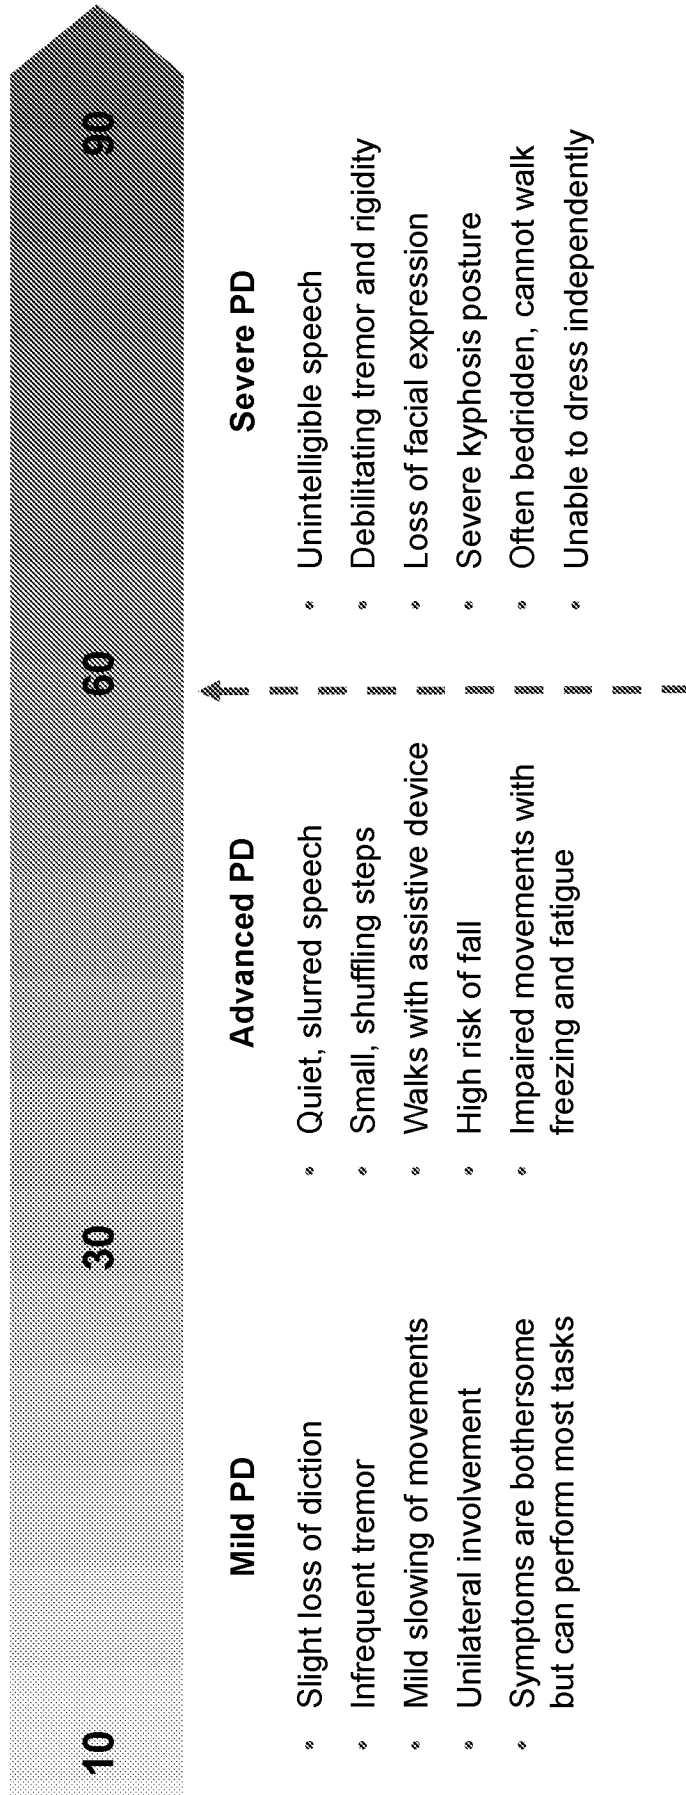 10 30 60 90
Mild PD
• Slight loss of diction
• Infrequent tremor
• Mild slowing of movements
• Unilateral involvement
• Symptoms are bothersome
but can perform most tasks
Advanced PD
• Quiet, slurred speech
• Small, shuffling steps
• Walks with assistive device
• High risk of fall
• Impaired movements with
freezing and fatigue
Severe PD
• Unintelligible speech
• Debilitating tremor and rigidity
• Loss of facial expression
• Severe kyphosis posture
• Often bedridden, cannot walk
• Unable to dress independently